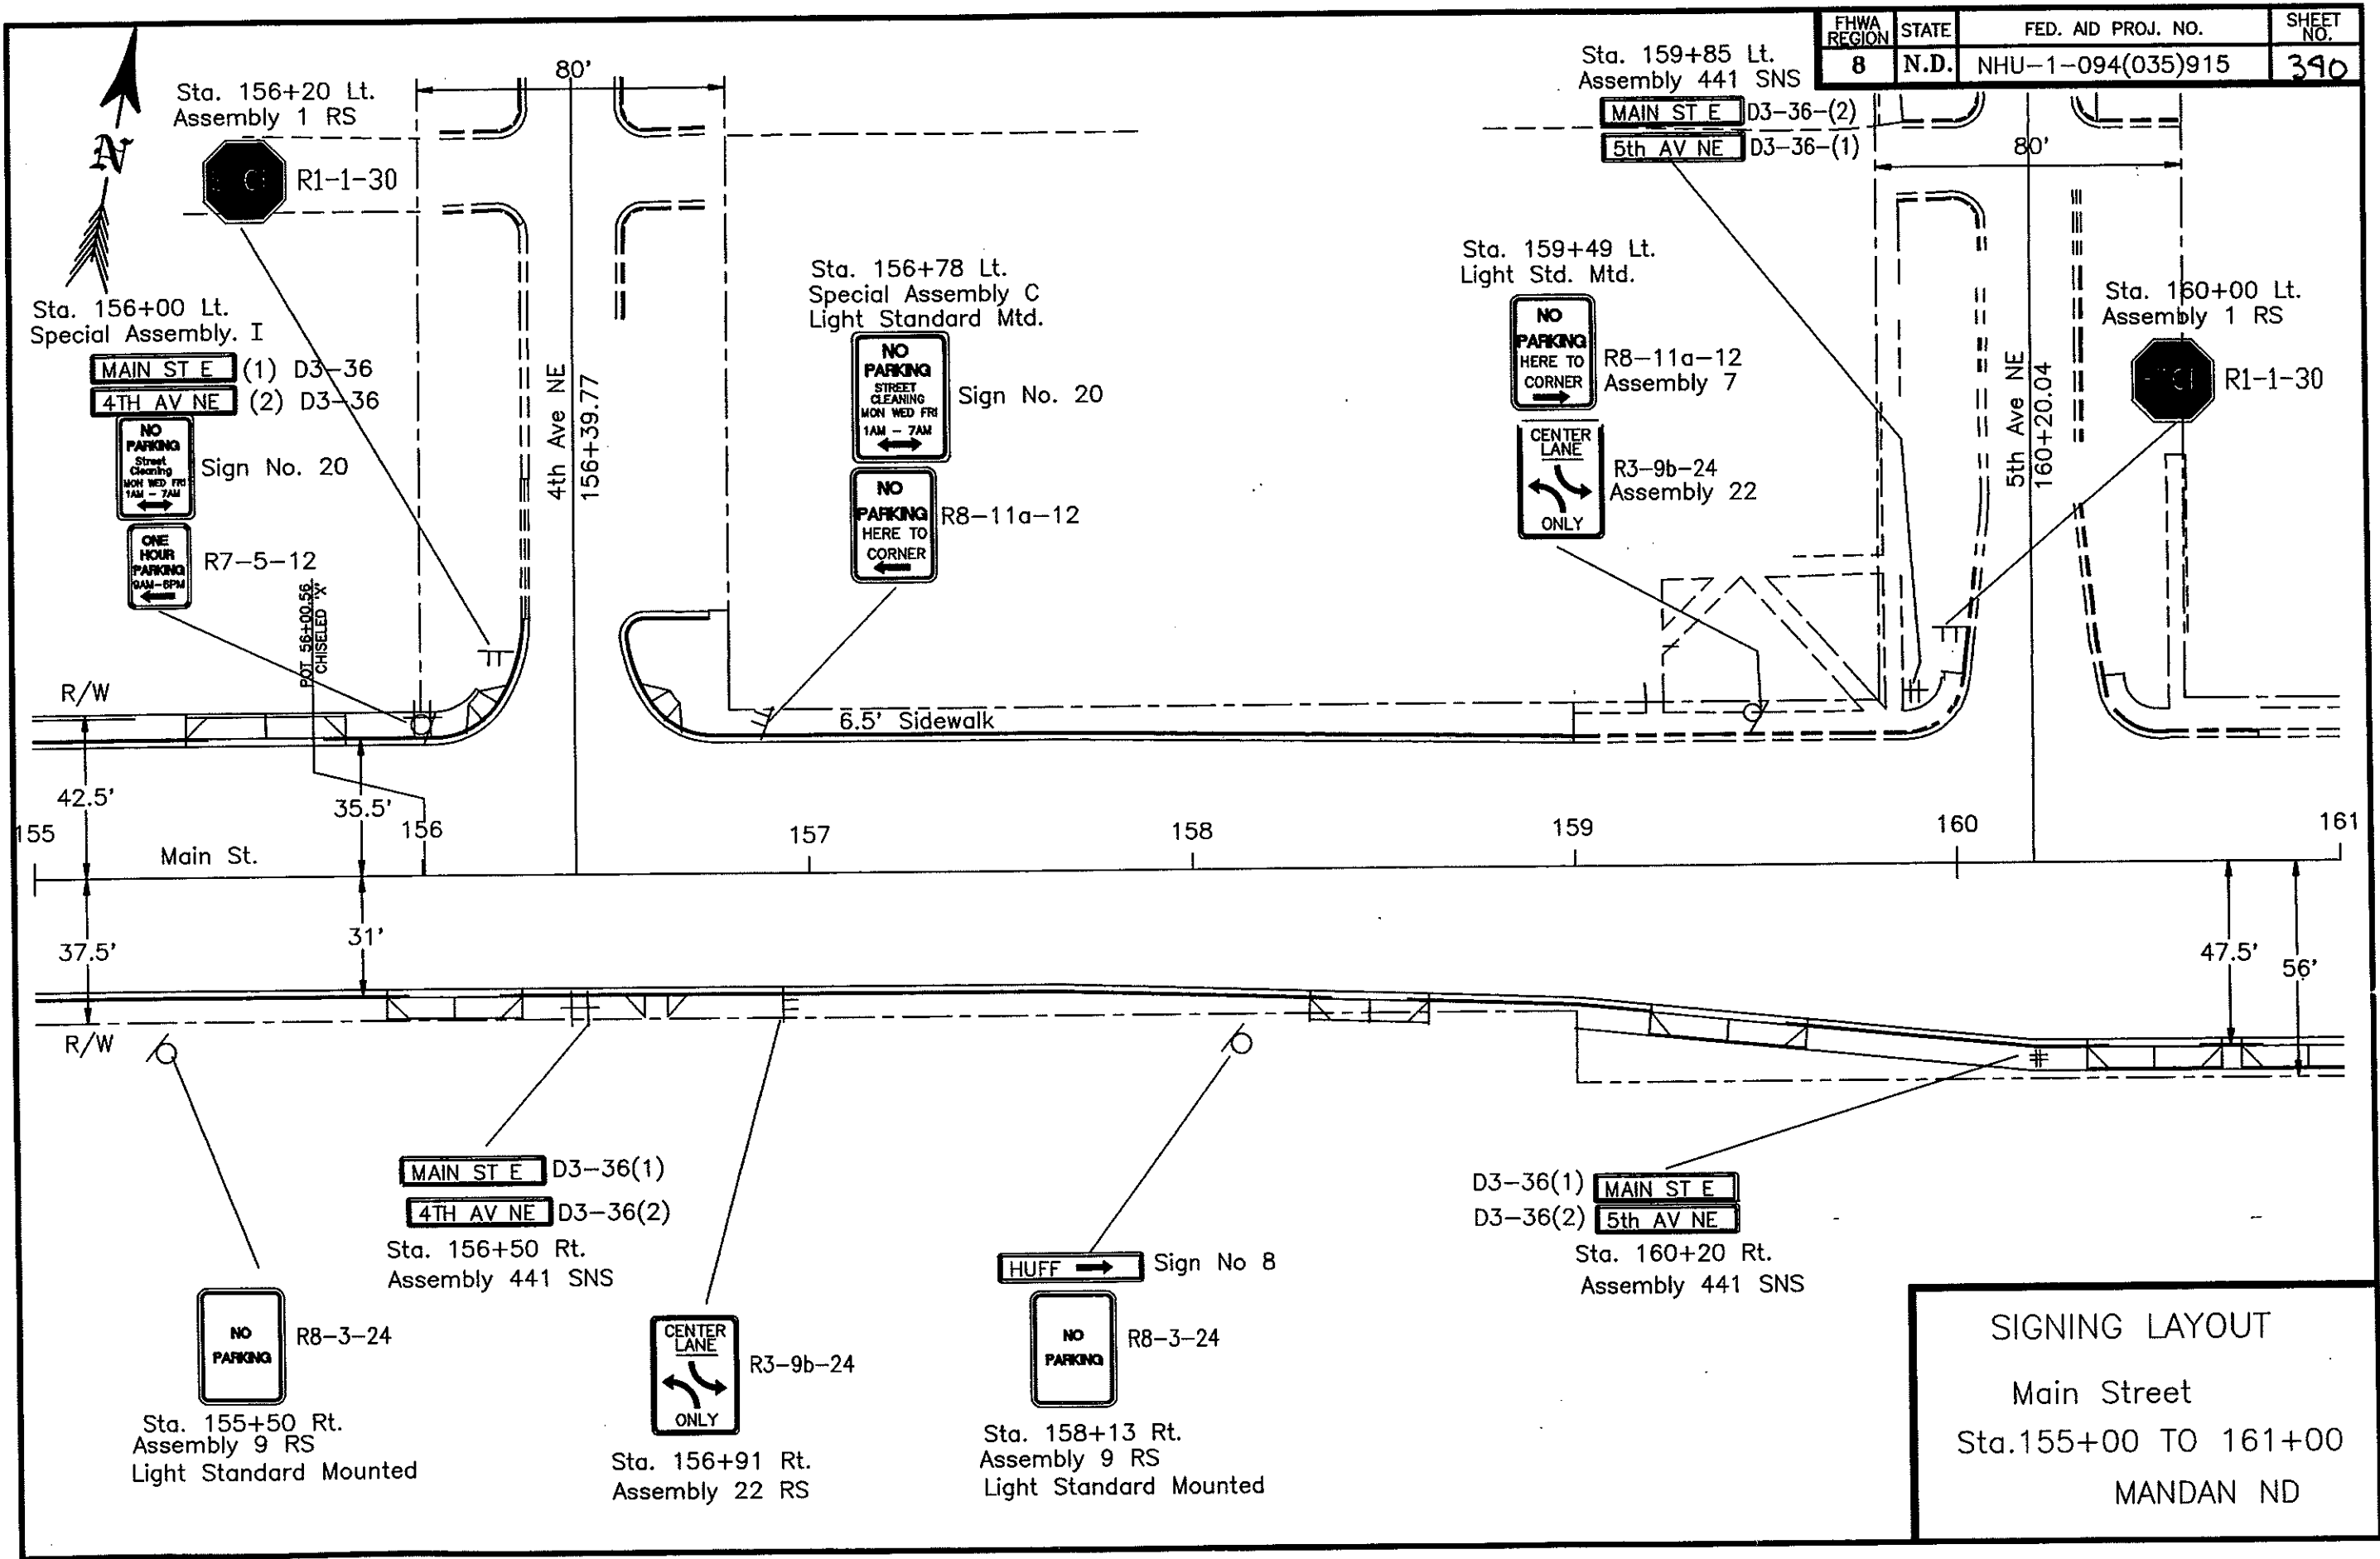 FHWA REGION
STATE
FED. AID PROJ. NO.
SHEET NO.
8
N.D.
NHU-1-094(035)915
390
N
Sta. 156+20 Lt.
Assembly 1 RS
R1-1-30
80'
Sta. 159+85 Lt.
Assembly 441 SNS
MAIN ST E D3-36-(2)
5th AV NE D3-36-(1)
80'
Sta. 156+00 Lt.
Special Assembly. I
MAIN ST E (1) D3-36
4TH AV NE (2) D3-36
NO
PARKING
Street
Cleaning
MON WED FRI
1AM - 7AM
Sign No. 20
ONE
HOUR
PARKING
9AM-6PM
R7-5-12
POT 56+00.56
CHISELED 'X'
4th Ave NE
156+39.77
Sta. 156+78 Lt.
Special Assembly C
Light Standard Mtd.
NO
PARKING
STREET
CLEANING
MON WED FRI
1AM - 7AM
Sign No. 20
NO
PARKING
HERE TO
CORNER
R8-11a-12
Sta. 159+49 Lt.
Light Std. Mtd.
NO
PARKING
HERE TO
CORNER
R8-11a-12
Assembly 7
CENTER
LANE
ONLY
R3-9b-24
Assembly 22
5th Ave NE
160+20.04
Sta. 160+00 Lt.
Assembly 1 RS
R1-1-30
R/W
6.5' Sidewalk
42.5'
35.5'
155
156
157
158
159
160
161
Main St.
37.5'
31'
47.5'
56'
R/W
MAIN ST E D3-36(1)
4TH AV NE D3-36(2)
Sta. 156+50 Rt.
Assembly 441 SNS
D3-36(1) MAIN ST E
D3-36(2) 5th AV NE
Sta. 160+20 Rt.
Assembly 441 SNS
NO
PARKING
R8-3-24
Sta. 155+50 Rt.
Assembly 9 RS
Light Standard Mounted
CENTER
LANE
ONLY
R3-9b-24
Sta. 156+91 Rt.
Assembly 22 RS
HUFF Sign No 8
NO
PARKING
R8-3-24
Sta. 158+13 Rt.
Assembly 9 RS
Light Standard Mounted
SIGNING LAYOUT
Main Street
Sta.155+00 TO 161+00
MANDAN ND